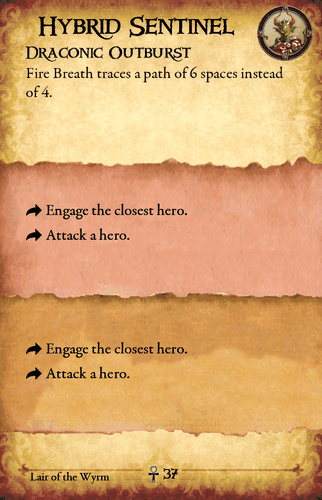 Hybrid Sentinel
Draconic Outburst
Fire Breath traces a path of 6 spaces instead
of 4.
Engage the closest hero.
Attack a hero.
Engage the closest hero.
Attack a hero.
Lair of the Wyrm
37